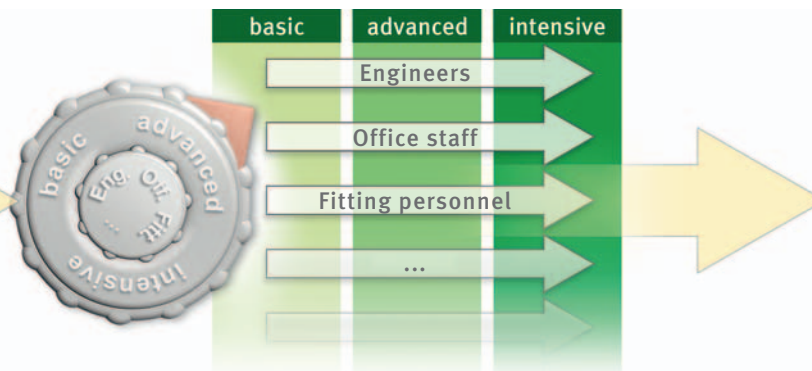 basic advanced intensive
Engineers
Office staff
Fitting personnel
...
basic
advanced
intensive
Eng.
Off.
Fitt.
...